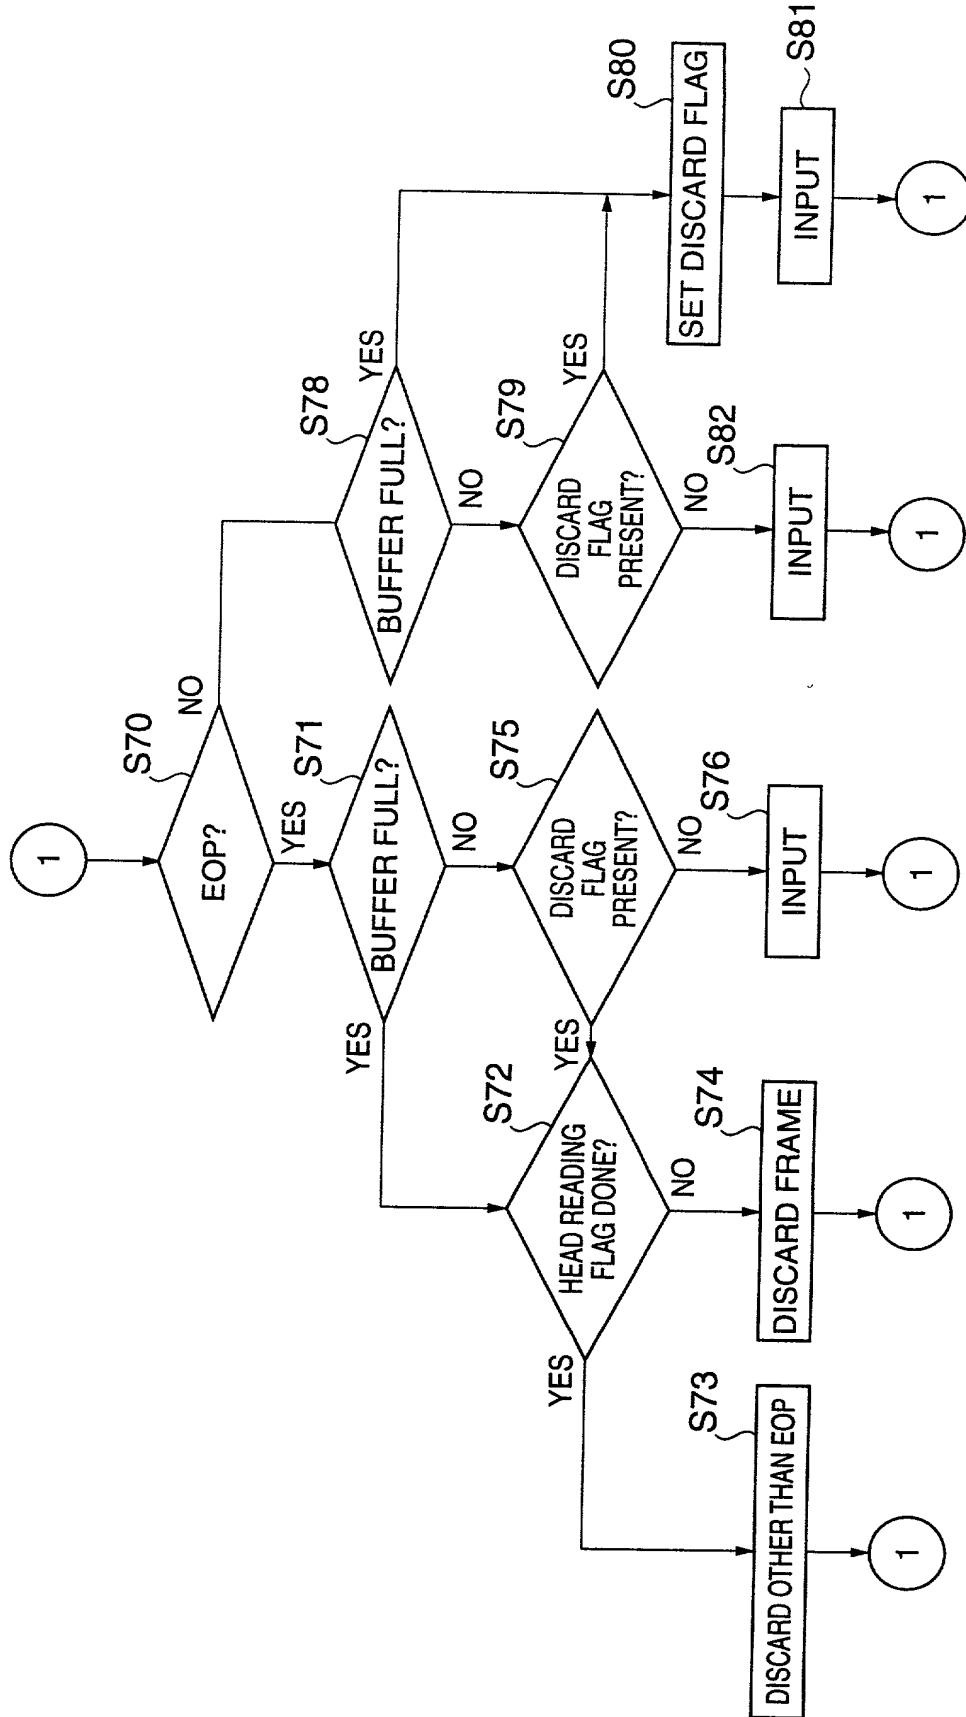 1
S70
EOP?
NO
YES
S71
BUFFER FULL?
YES
NO
S78
BUFFER FULL?
YES
NO
S72
HEAD READING
FLAG DONE?
YES
NO
S75
DISCARD
FLAG
PRESENT?
YES
NO
S79
DISCARD
FLAG
PRESENT?
YES
NO
S73
DISCARD OTHER THAN EOP
1
S74
DISCARD FRAME
1
S76
INPUT
1
S82
INPUT
1
S80
SET DISCARD FLAG
S81
INPUT
1